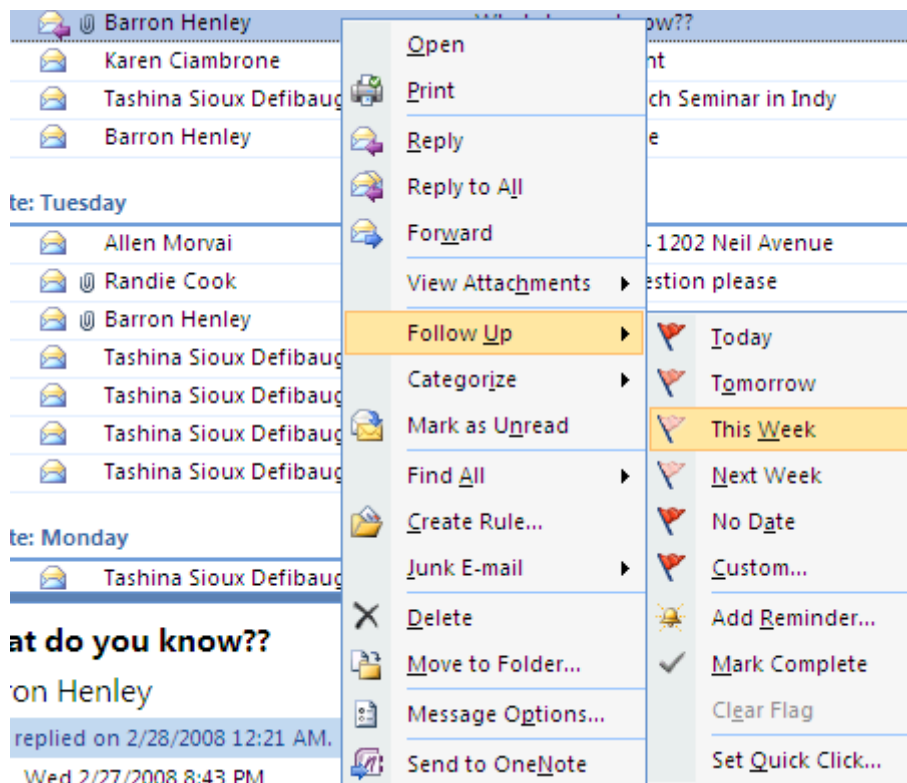 Barron Henley
Karen Ciambrone
Tashina Sioux Defibaug ch Seminar in Indy
Barron Henley
te: Tuesday
Allen Morvai - 1202 Neil Avenue
Randie Cook estion please
Barron Henley
Tashina Sioux Defibaug
Tashina Sioux Defibaug
Tashina Sioux Defibaug
Tashina Sioux Defibaug
te: Monday
Tashina Sioux Defibaug
at do you know??
ron Henley
replied on 2/28/2008 12:21 AM.
Wed 2/27/2008 8:43 PM
Open
Print
Reply
Reply to All
Forward
View Attachments
Follow Up
Categorize
Mark as Unread
Find All
Create Rule...
Junk E-mail
Delete
Move to Folder...
Message Options...
Send to OneNote
Today
Tomorrow
This Week
Next Week
No Date
Custom...
Add Reminder...
Mark Complete
Clear Flag
Set Quick Click...